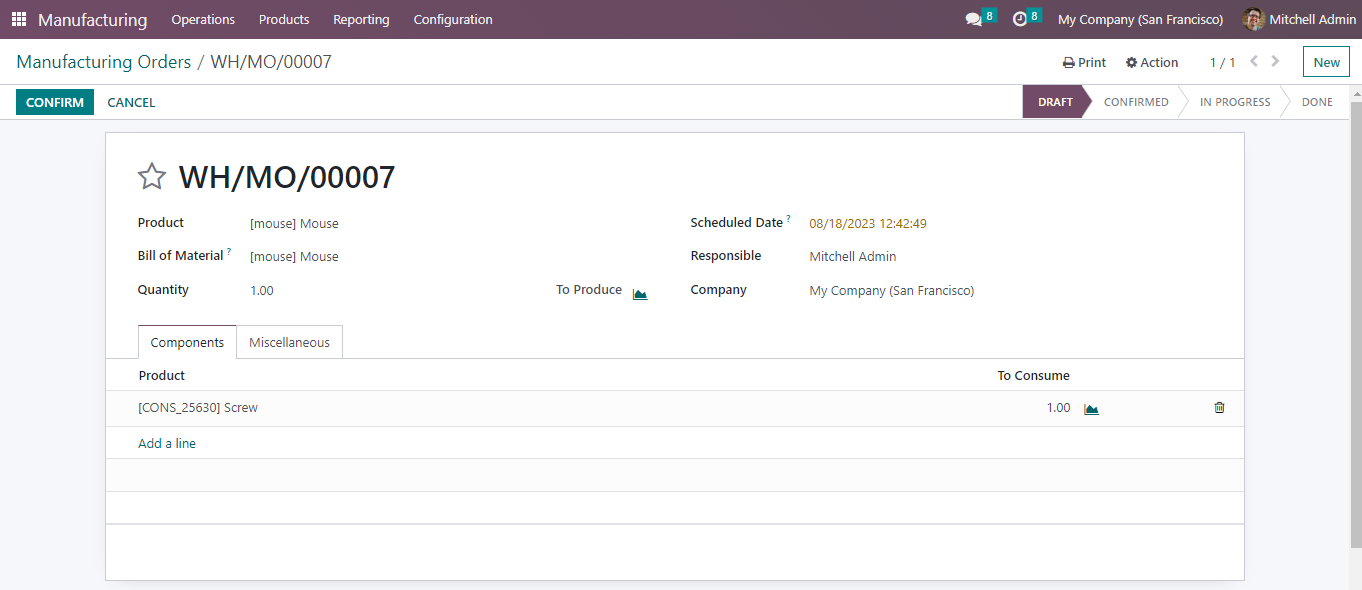 Manufacturing Operations Products Reporting Configuration 8 8 My Company (San Francisco) Mitchell Admin
Manufacturing Orders / WH/MO/00007 Print Action 1 / 1 New
CONFIRM CANCEL DRAFT CONFIRMED IN PROGRESS DONE
WH/MO/00007
Product [mouse] Mouse Scheduled Date ? 08/18/2023 12:42:49
Bill of Material ? [mouse] Mouse Responsible Mitchell Admin
Quantity 1.00 To Produce Company My Company (San Francisco)
Components Miscellaneous
Product To Consume
[CONS_25630] Screw 1.00
Add a line